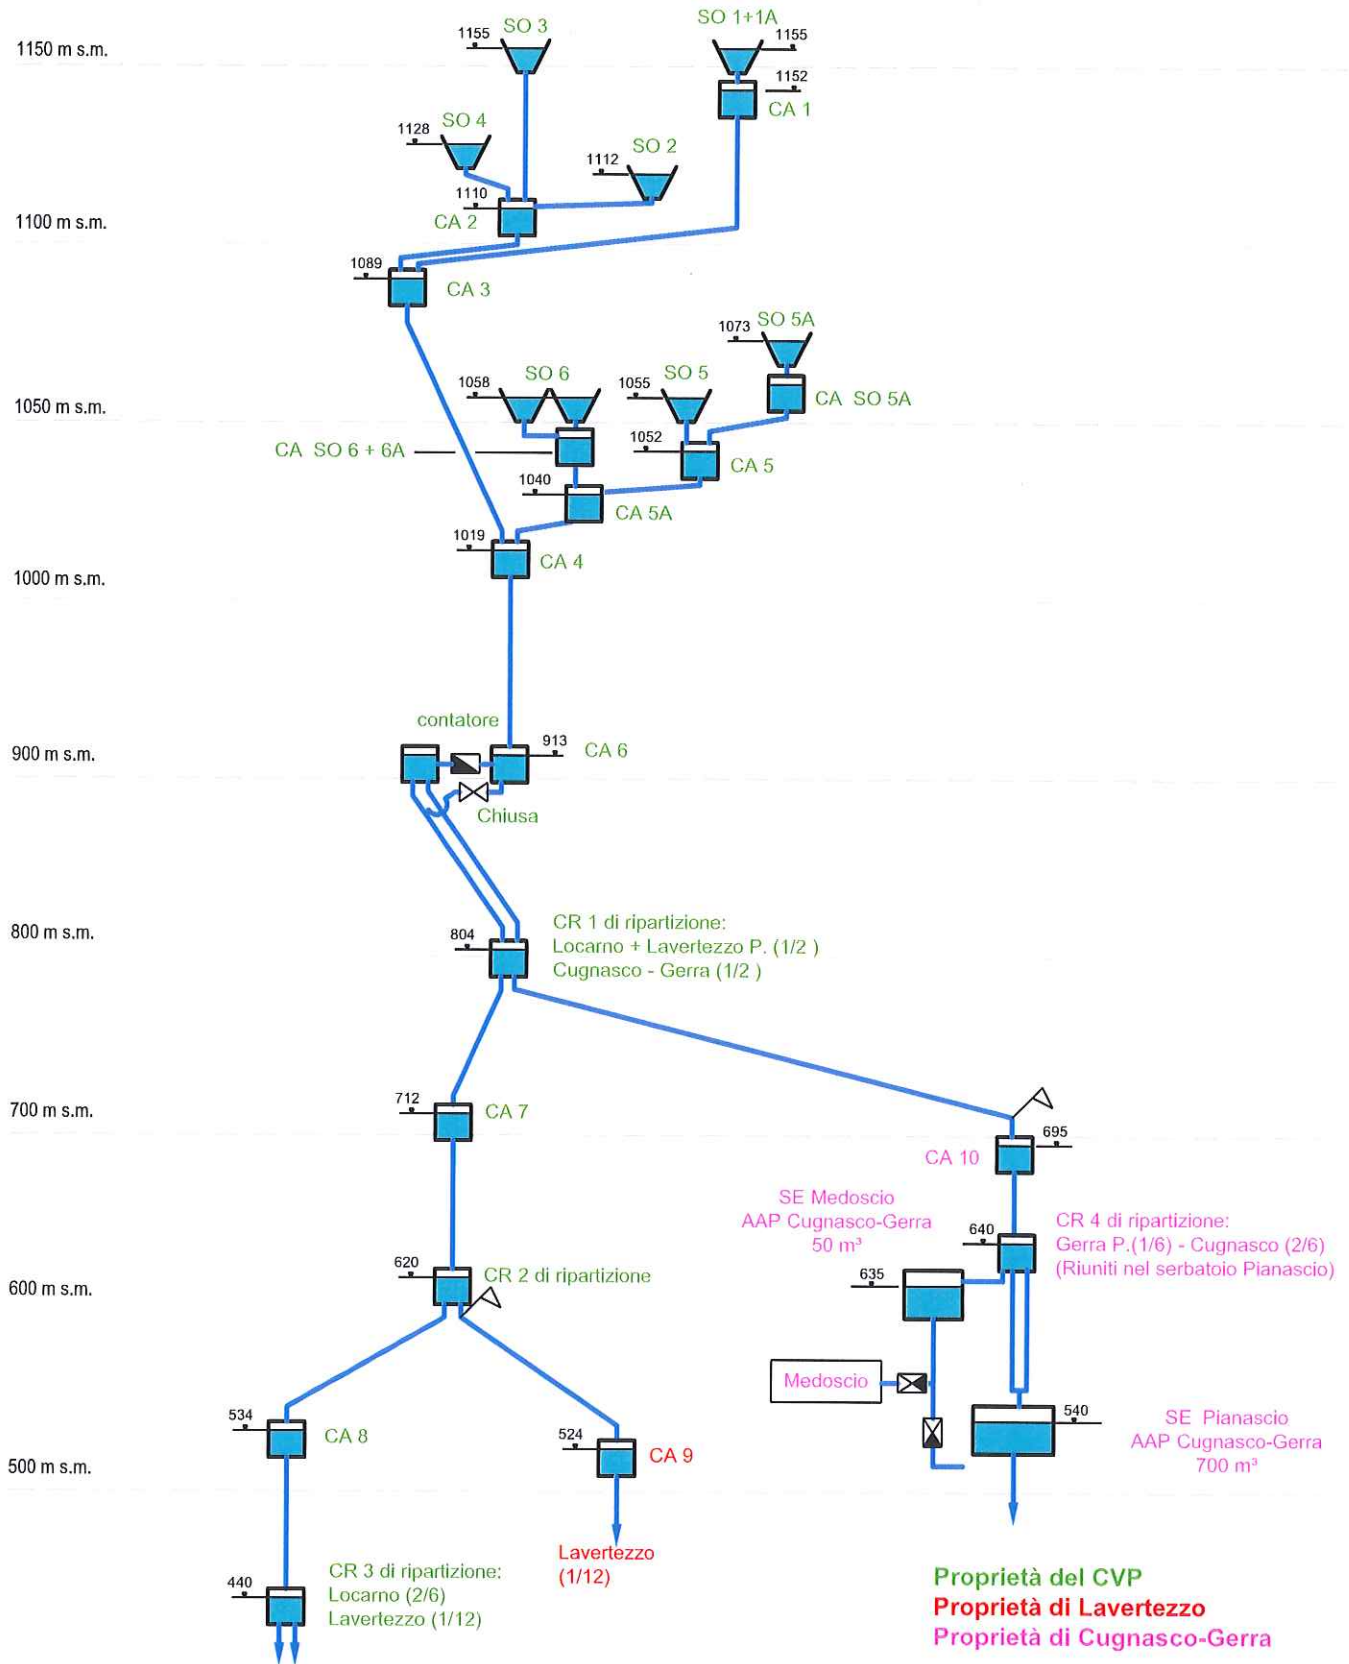 SO 1+1A
SO 3
1155
1155
1150 m s.m.
1152
CA 1
SO 4
1128
SO 2
1112
1110
CA 2
1100 m s.m.
1089
CA 3
SO 5A
1073
SO 6
1058
SO 5
1055
CA SO 5A
1050 m s.m.
CA SO 6 + 6A
1052
CA 5
1040
CA 5A
1019
CA 4
1000 m s.m.
contatore
913
CA 6
900 m s.m.
Chiusa
CR 1 di ripartizione:
Locarno + Lavertezzo P. (1/2 )
Cugnasco - Gerra (1/2 )
804
800 m s.m.
712
CA 7
700 m s.m.
695
CA 10
SE Medoscio
AAP Cugnasco-Gerra
50 m³
640
CR 4 di ripartizione:
Gerra P.(1/6) - Cugnasco (2/6)
(Riuniti nel serbatoio Pianascio)
620
CR 2 di ripartizione
635
600 m s.m.
Medoscio
534
CA 8
524
CA 9
540
SE Pianascio
AAP Cugnasco-Gerra
700 m³
500 m s.m.
Lavertezzo
(1/12)
440
CR 3 di ripartizione:
Locarno (2/6)
Lavertezzo (1/12)
Proprietà del CVP
Proprietà di Lavertezzo
Proprietà di Cugnasco-Gerra